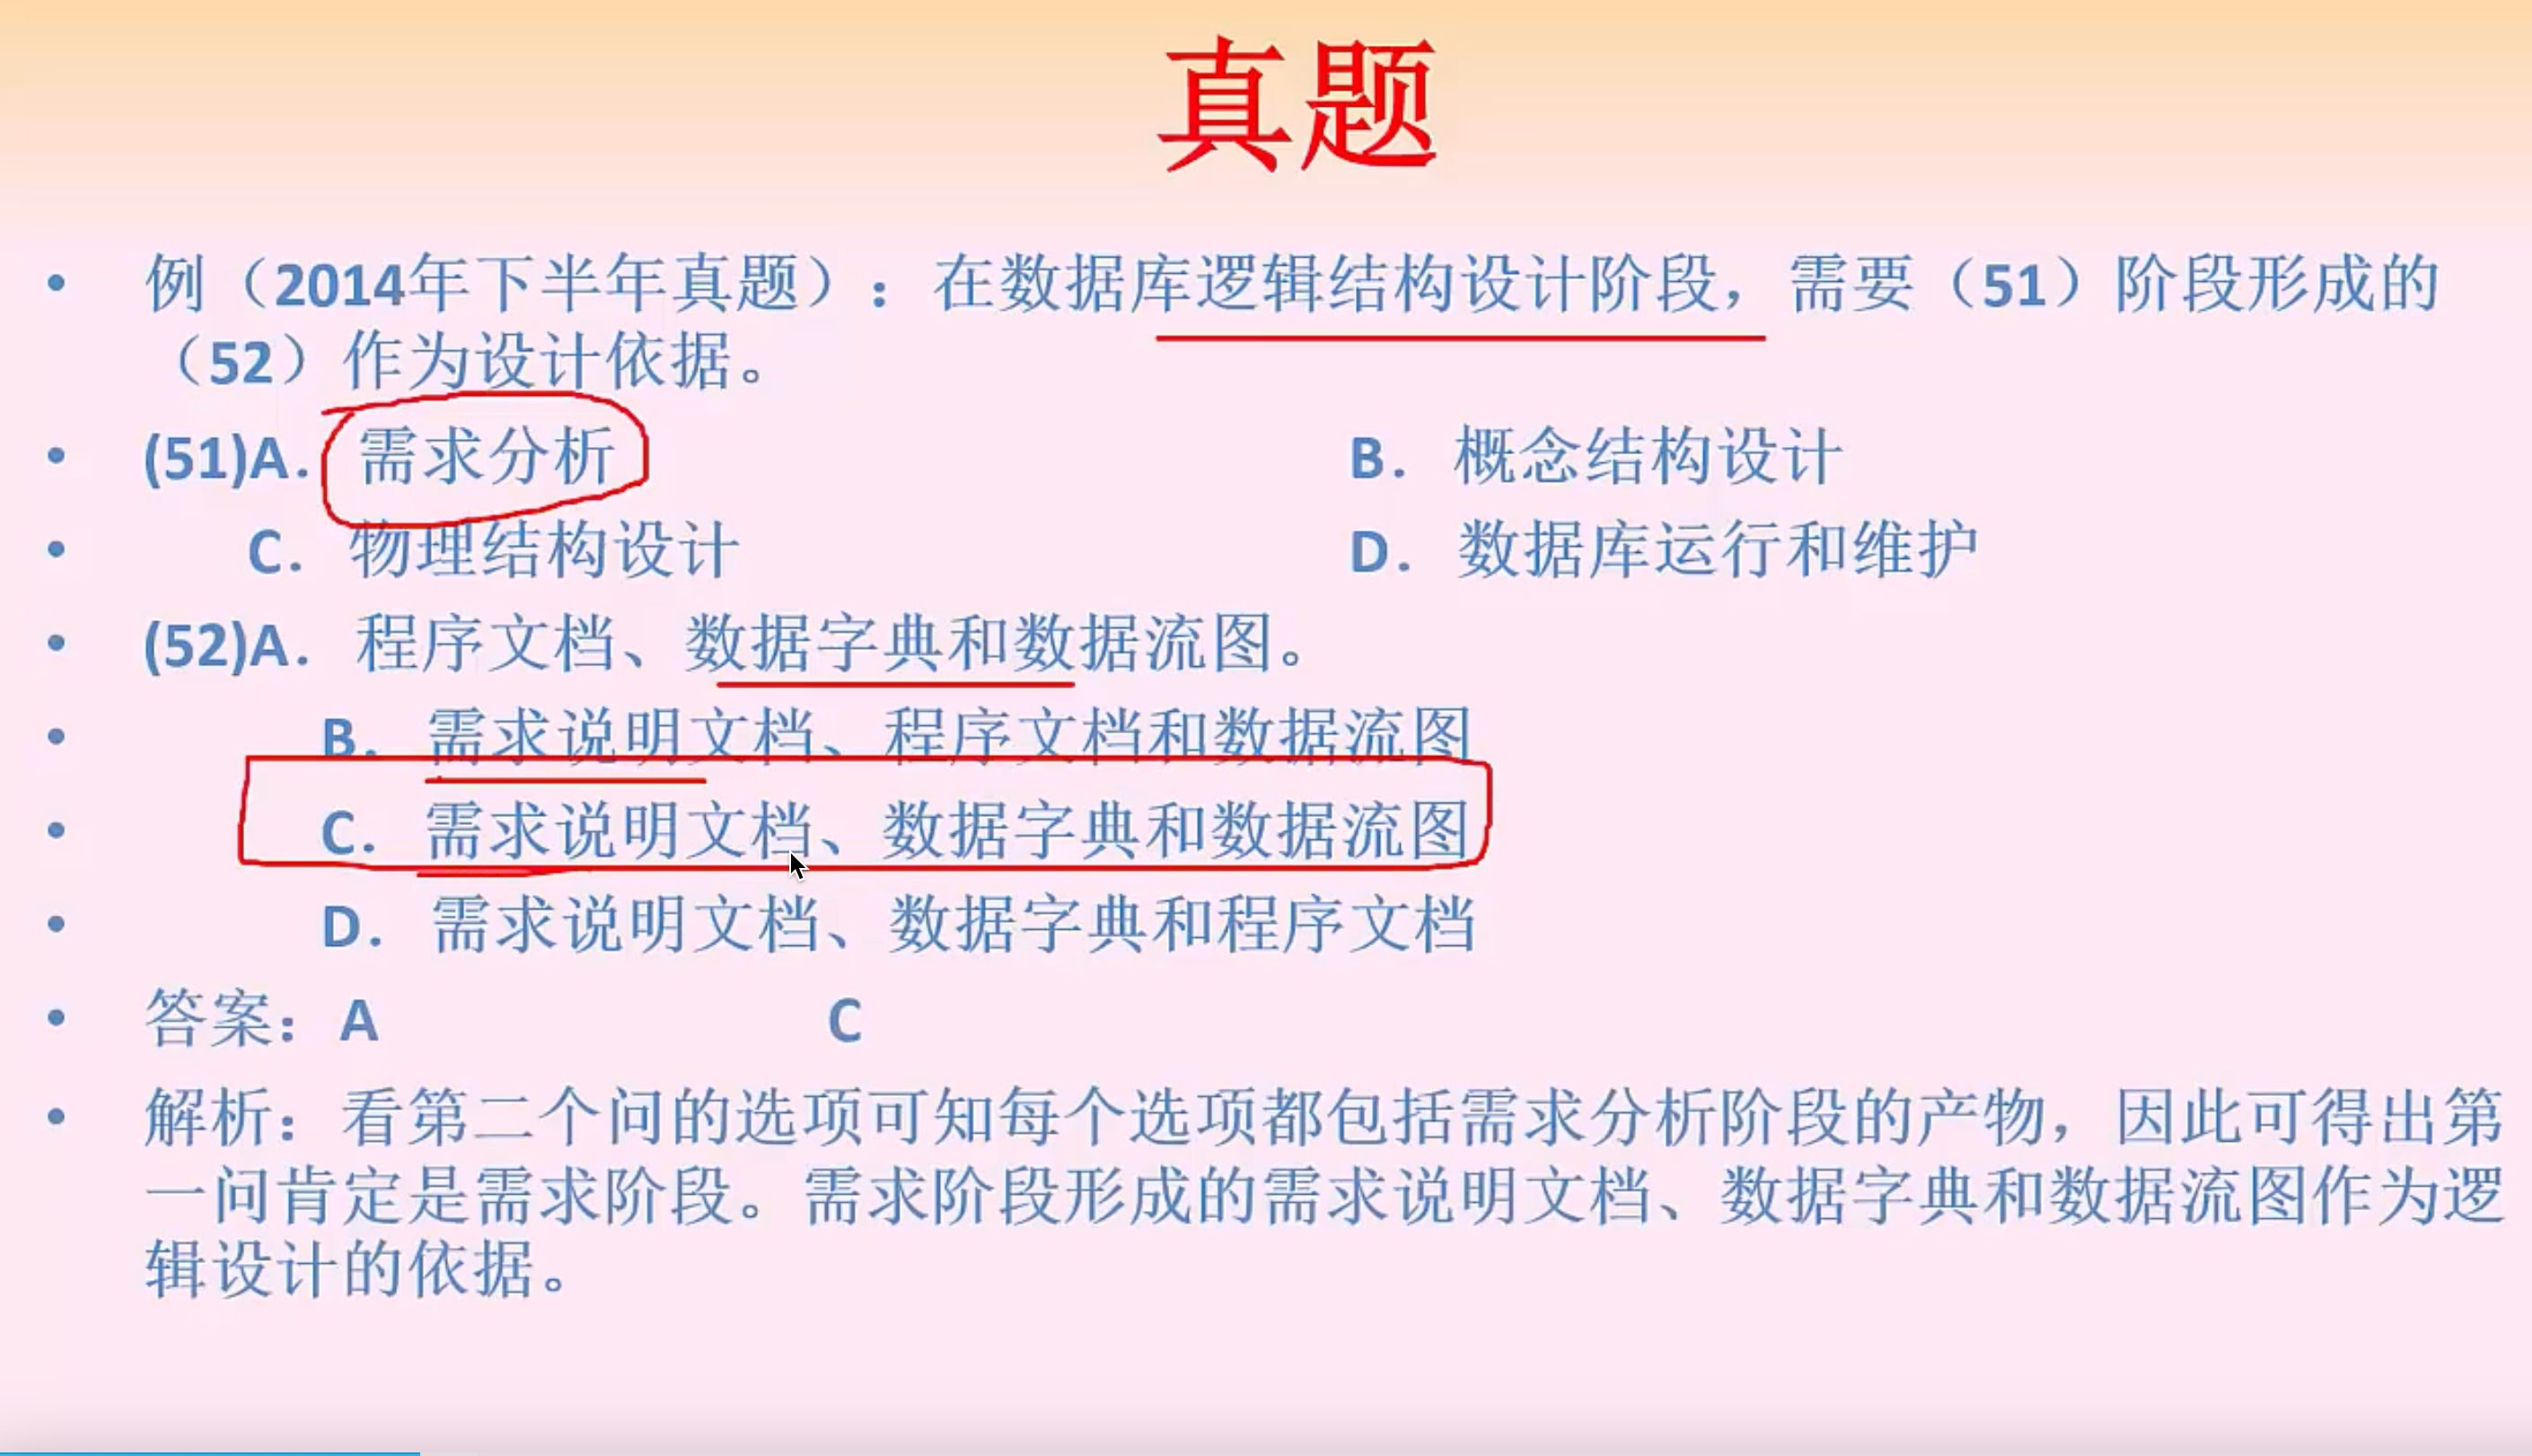 真题
• 例（2014年下半年真题）：在数据库逻辑结构设计阶段，需要（51）阶段形成的
（52）作为设计依据。
• (51)A. 需求分析 B. 概念结构设计
• C. 物理结构设计 D. 数据库运行和维护
• (52)A. 程序文档、数据字典和数据流图。
• B. 需求说明文档、程序文档和数据流图
• C. 需求说明文档、数据字典和数据流图
• D. 需求说明文档、数据字典和程序文档
• 答案：A C
• 解析：看第二个问的选项可知每个选项都包括需求分析阶段的产物，因此可得出第
一问肯定是需求阶段。需求阶段形成的需求说明文档、数据字典和数据流图作为逻
辑设计的依据。